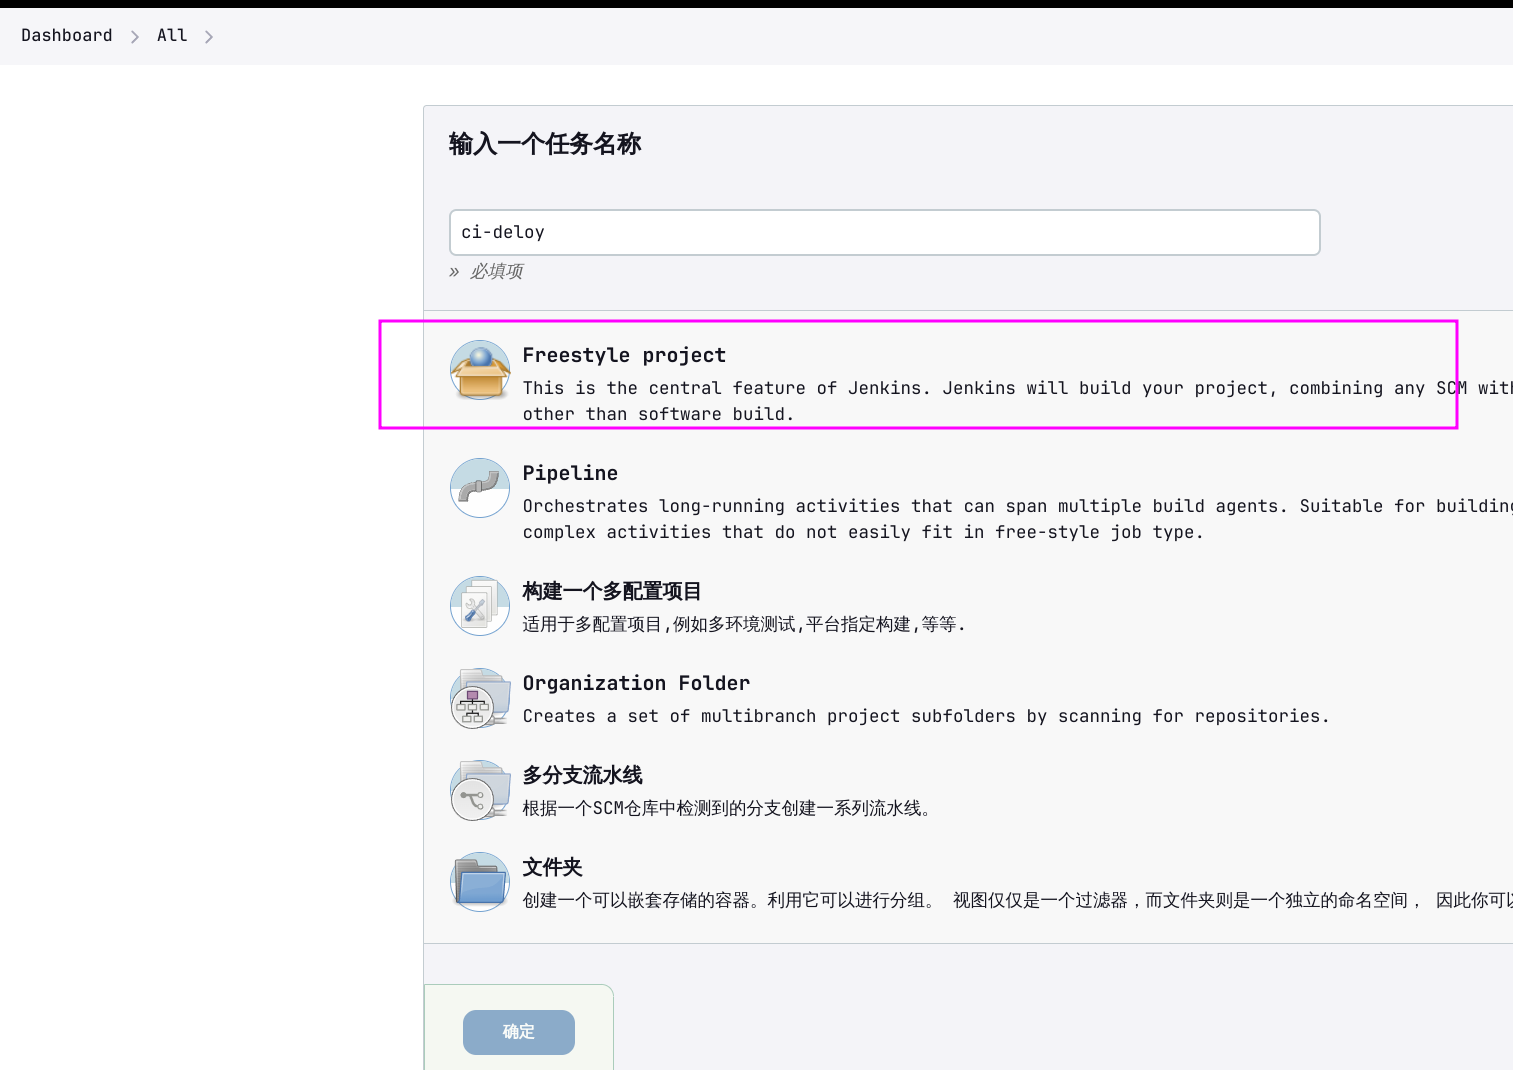 Dashboard > All >
输入一个任务名称
ci-deloy
» 必填项
Freestyle project
This is the central feature of Jenkins. Jenkins will build your project, combining any SCM with
other than software build.
Pipeline
Orchestrates long-running activities that can span multiple build agents. Suitable for building
complex activities that do not easily fit in free-style job type.
构建一个多配置项目
适用于多配置项目,例如多环境测试,平台指定构建,等等.
Organization Folder
Creates a set of multibranch project subfolders by scanning for repositories.
多分支流水线
根据一个SCM仓库中检测到的分支创建一系列流水线。
文件夹
创建一个可以嵌套存储的容器。利用它可以进行分组。 视图仅仅是一个过滤器，而文件夹则是一个独立的命名空间， 因此你可以
确定